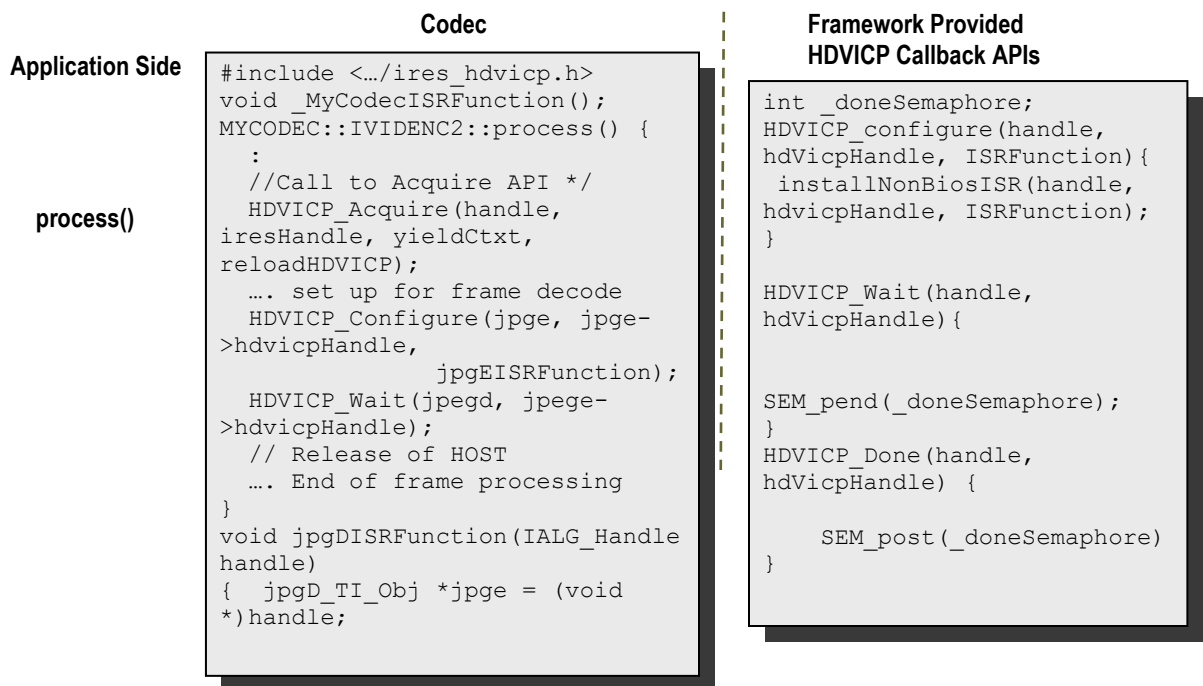 Codec
Framework Provided
HDVICP Callback APIs
Application Side
process()
#include <…/ires_hdvicp.h>
void _MyCodecISRFunction();
MYCODEC::IVIDENC2::process() {
:
//Call to Acquire API */
HDVICP_Acquire(handle,
iresHandle, yieldCtxt,
reloadHDVICP);
…. set up for frame decode
HDVICP_Configure(jpge, jpge-
>hdvicpHandle,
jpgEISRFunction);
HDVICP_Wait(jpegd, jpege-
>hdvicpHandle);
// Release of HOST
…. End of frame processing
}
void jpgDISRFunction(IALG_Handle
handle)
{ jpgD_TI_Obj *jpge = (void
*)handle;
int _doneSemaphore;
HDVICP_configure(handle,
hdVicpHandle, ISRFunction){
installNonBiosISR(handle,
hdvicpHandle, ISRFunction);
}
HDVICP_Wait(handle,
hdVicpHandle){
SEM_pend(_doneSemaphore);
}
HDVICP_Done(handle,
hdVicpHandle) {
SEM_post(_doneSemaphore)
}